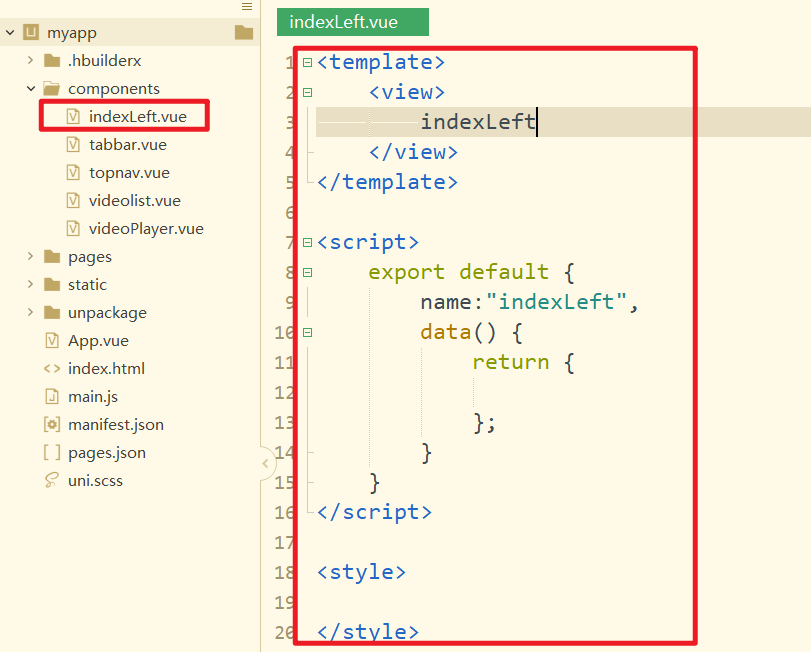 myapp
.hbuilderx
components
indexLeft.vue
tabbar.vue
topnav.vue
videolist.vue
videoPlayer.vue
pages
static
unpackage
App.vue
index.html
main.js
manifest.json
pages.json
uni.scss
indexLeft.vue
1 <template>
2     <view>
3         indexLeft
4     </view>
5 </template>
6
7 <script>
8     export default {
9         name:"indexLeft",
10         data() {
11             return {
12
13             };
14         }
15     }
16 </script>
17
18 <style>
19
20 </style>